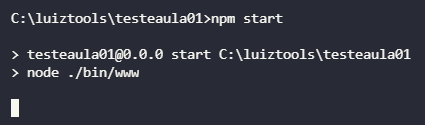 C:\luiztools\testeaula01>npm start
> testeaula01@0.0.0 start C:\luiztools\testeaula01
> node ./bin/www